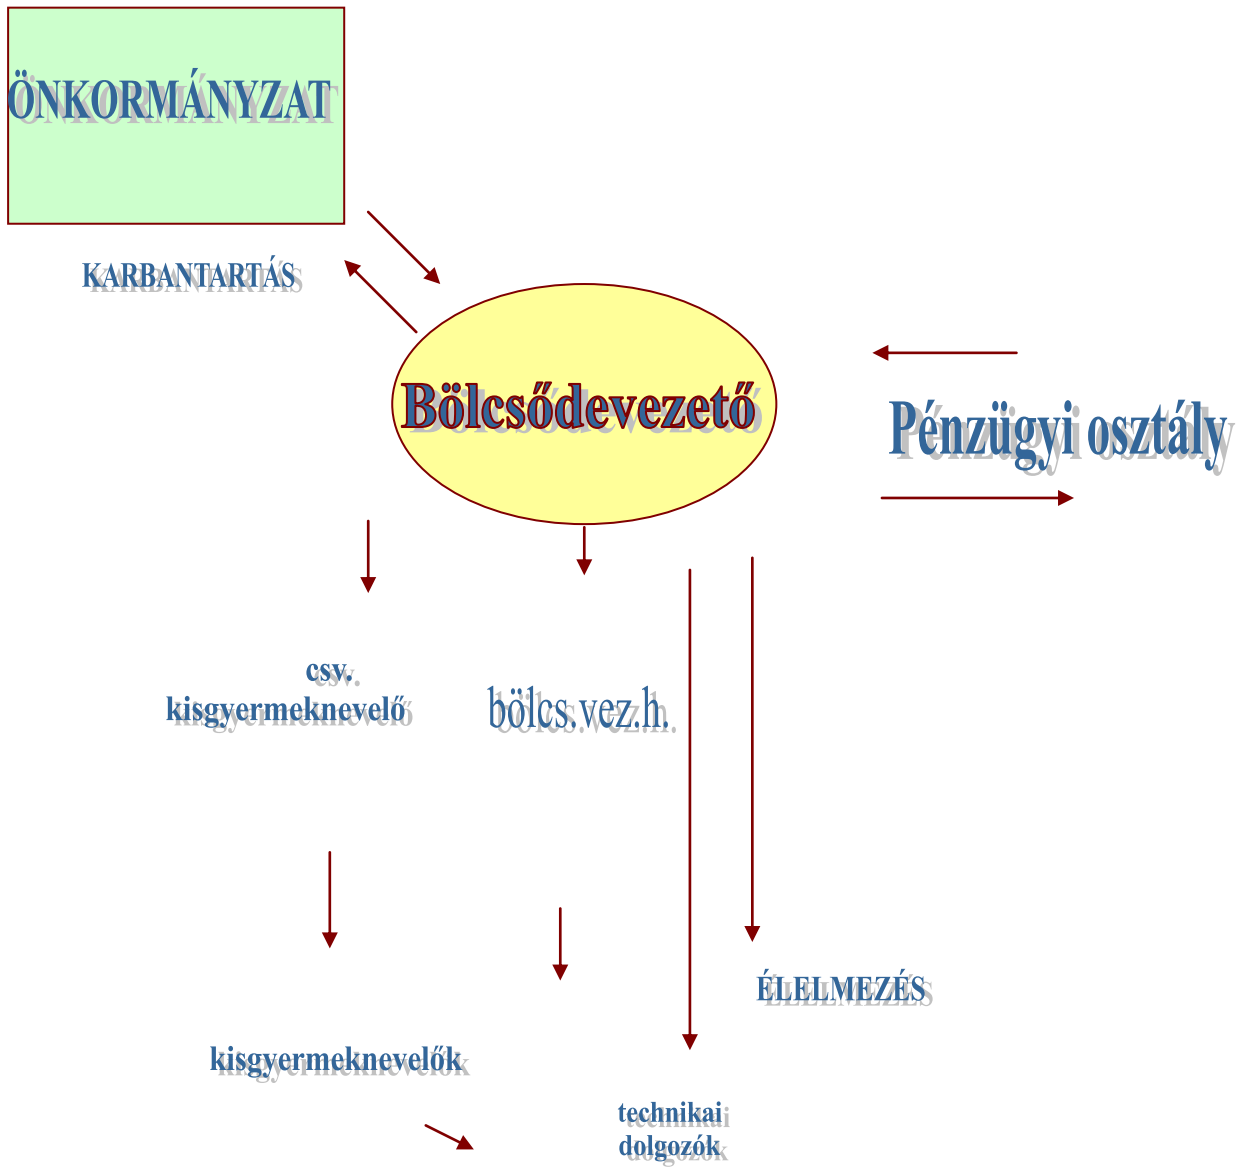 ÖNKORMÁNYZAT
KARBANTARTÁS
Bölcsődevezető
Pénzügyi osztály
csv.
kisgyermeknevelő
bölcs.vez.h.
ÉLELMEZÉS
kisgyermeknevelők
technikai
dolgozók